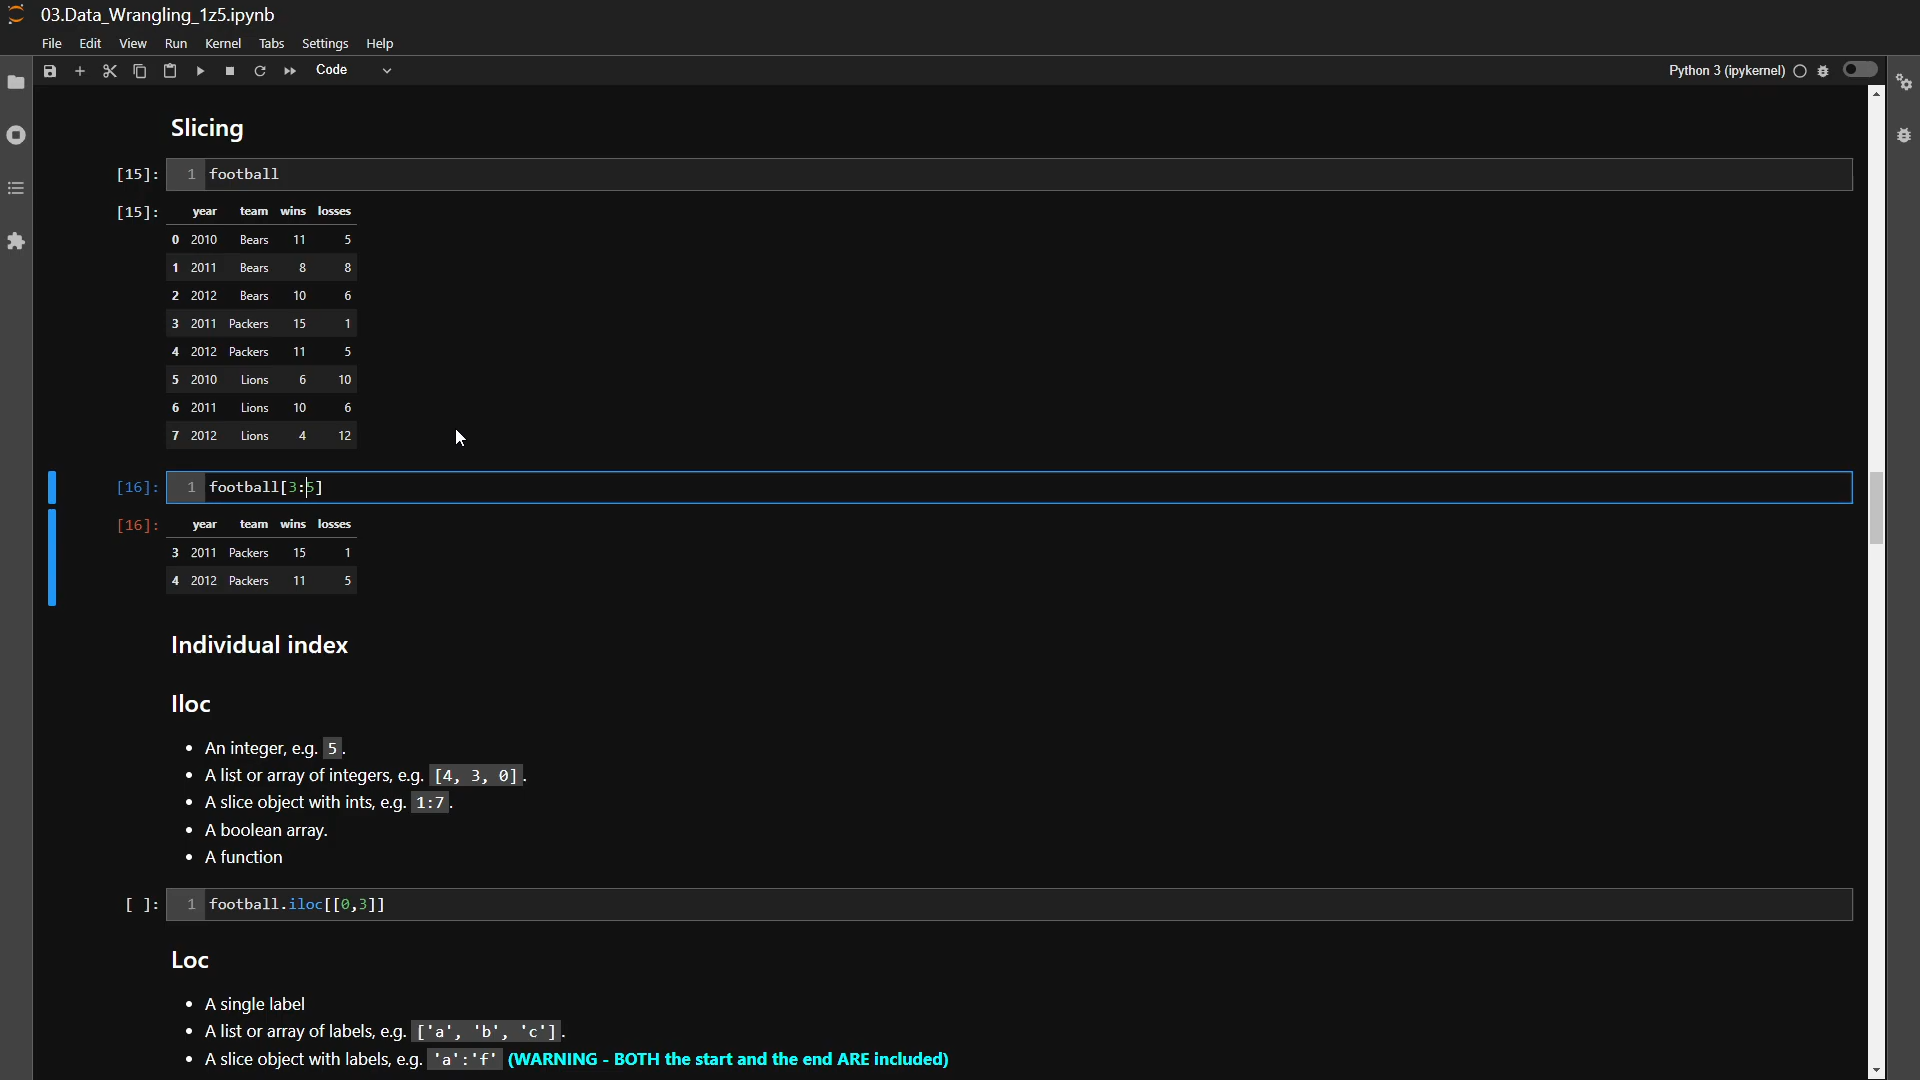 03.Data_Wrangling_1z5.ipynb
File Edit View Run Kernel Tabs Settings Help
Code Python 3 (ipykernel)
Slicing
[15]: 1 football
[15]: year team wins losses
0 2010 Bears 11 5
1 2011 Bears 8 8
2 2012 Bears 10 6
3 2011 Packers 15 1
4 2012 Packers 11 5
5 2010 Lions 6 10
6 2011 Lions 10 6
7 2012 Lions 4 12
[16]: 1 football[3:5]
[16]: year team wins losses
3 2011 Packers 15 1
4 2012 Packers 11 5
Individual index
Iloc
• An integer, e.g. 5.
• A list or array of integers, e.g. [4, 3, 0].
• A slice object with ints, e.g. 1:7.
• A boolean array.
• A function
[ ]: 1 football.iloc[[0,3]]
Loc
• A single label
• A list or array of labels, e.g. ['a', 'b', 'c'].
• A slice object with labels, e.g. 'a':'f' (WARNING - BOTH the start and the end ARE included)